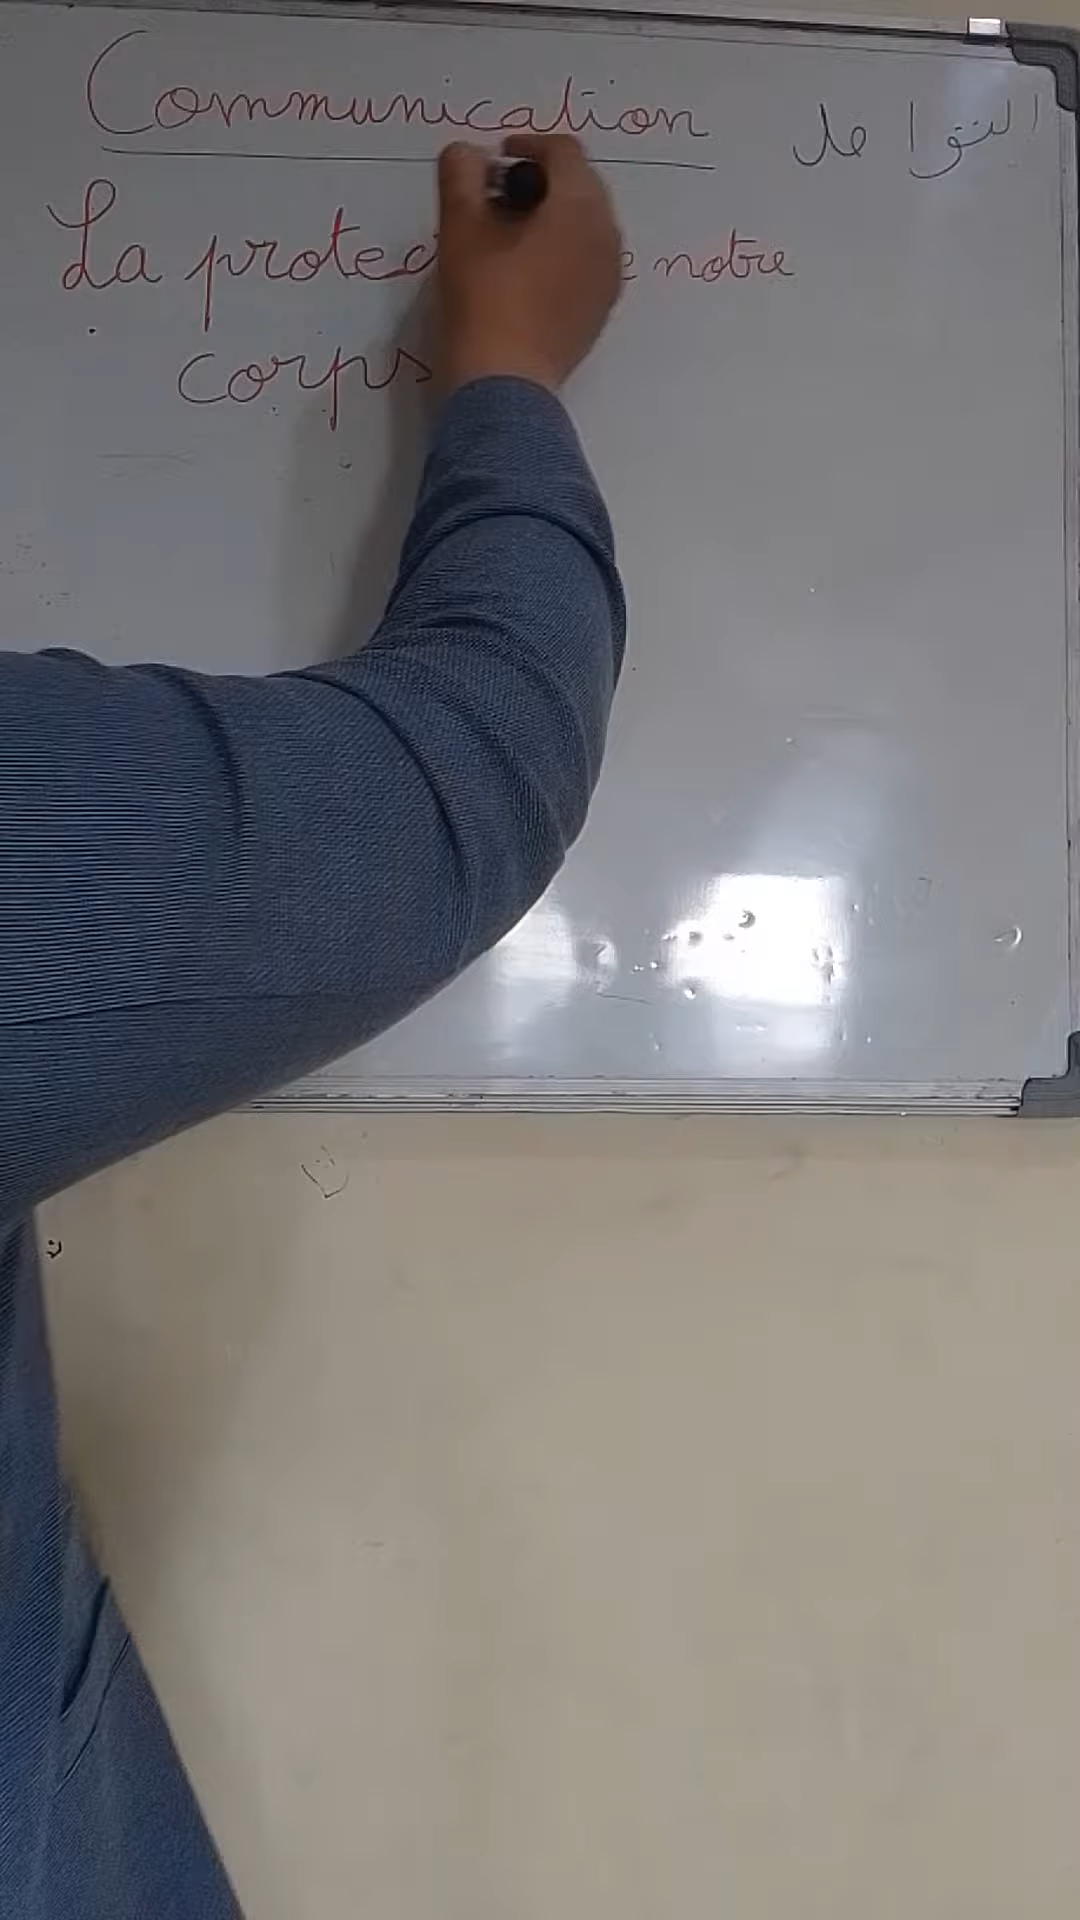 Communication التواصل
La protec e notre
corps